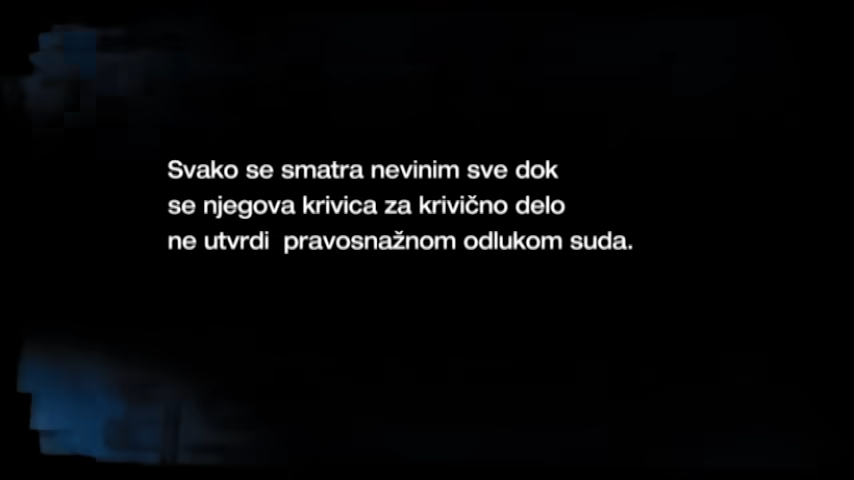 Svako se smatra nevinim sve dok
se njegova krivica za krivično delo
ne utvrdi  pravosnažnom odlukom suda.